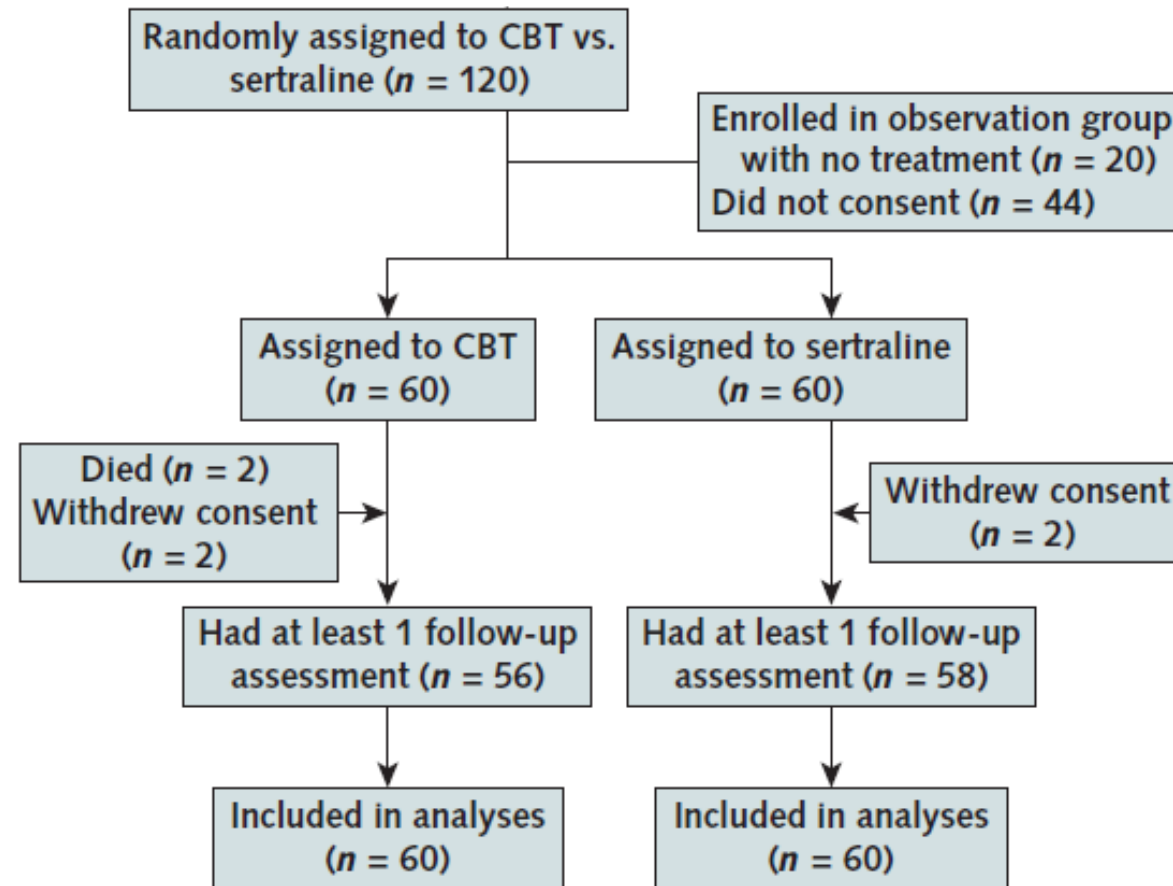 Randomly assigned to CBT vs.
sertraline (n = 120)
Enrolled in observation group
with no treatment (n = 20)
Did not consent (n = 44)
Assigned to CBT
(n = 60)
Assigned to sertraline
(n = 60)
Died (n = 2)
Withdrew consent
(n = 2)
Withdrew consent
(n = 2)
Had at least 1 follow-up
assessment (n = 56)
Had at least 1 follow-up
assessment (n = 58)
Included in analyses
(n = 60)
Included in analyses
(n = 60)